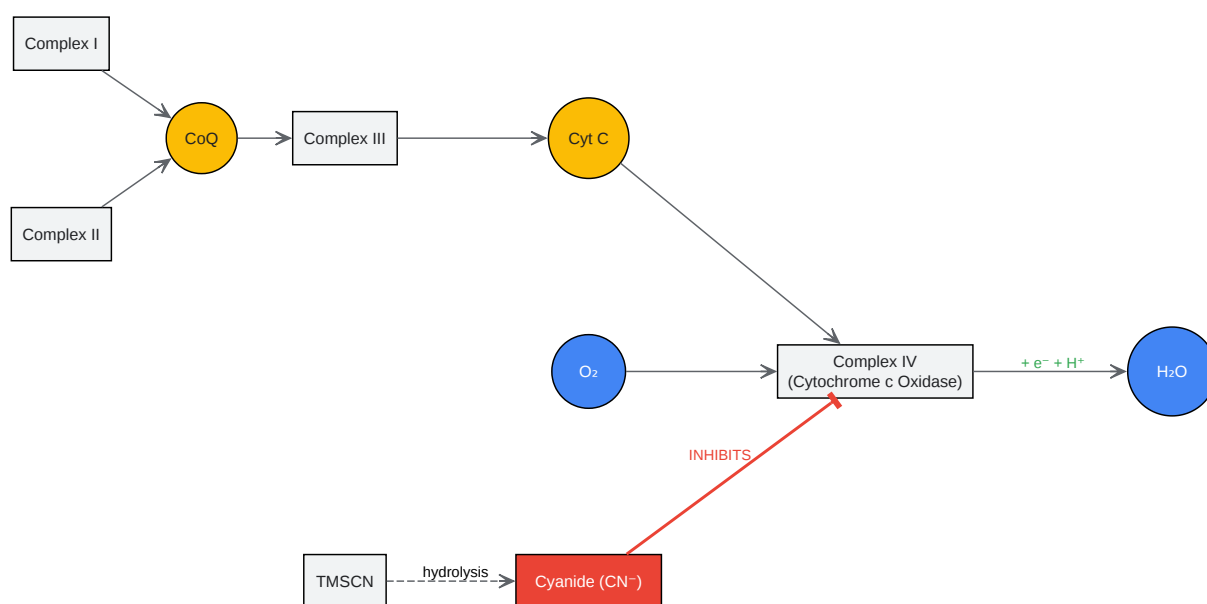 Complex I
CoQ
Complex III
Cyt C
Complex II
O₂
Complex IV
(Cytochrome c Oxidase)
+ e⁻ + H⁺
H₂O
INHIBITS
TMSCN
hydrolysis
Cyanide (CN⁻)